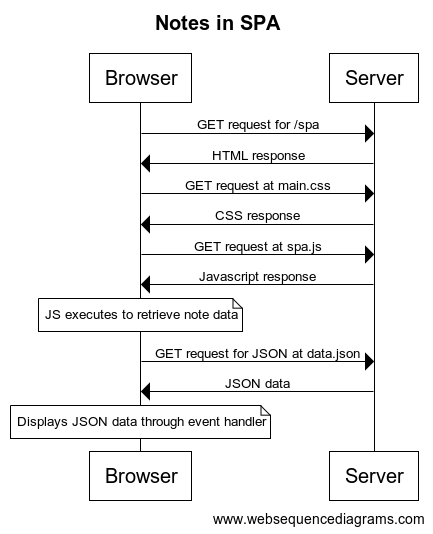 Notes in SPA
Browser
Server
GET request for /spa
HTML response
GET request at main.css
CSS response
GET request at spa.js
Javascript response
JS executes to retrieve note data
GET request for JSON at data.json
JSON data
Displays JSON data through event handler
Browser
Server
www.websequencediagrams.com